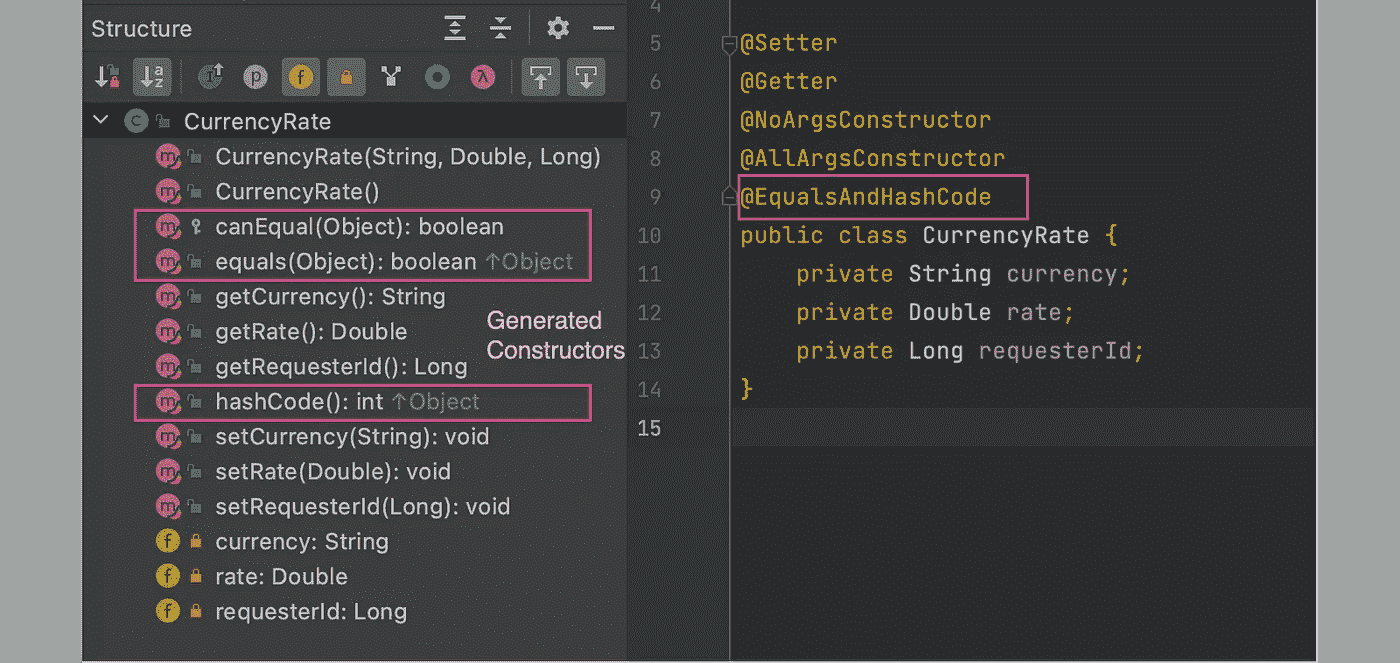 Structure
CurrencyRate
CurrencyRate(String, Double, Long)
CurrencyRate()
canEqual(Object): boolean
equals(Object): boolean ↑Object
getCurrency(): String
getRate(): Double
getRequesterId(): Long
Generated
Constructors
hashCode(): int ↑Object
setCurrency(String): void
setRate(Double): void
setRequesterId(Long): void
currency: String
rate: Double
requesterId: Long
4
5 @Setter
6 @Getter
7 @NoArgsConstructor
8 @AllArgsConstructor
9 @EqualsAndHashCode
10 public class CurrencyRate {
11 private String currency;
12 private Double rate;
13 private Long requesterId;
14 }
15